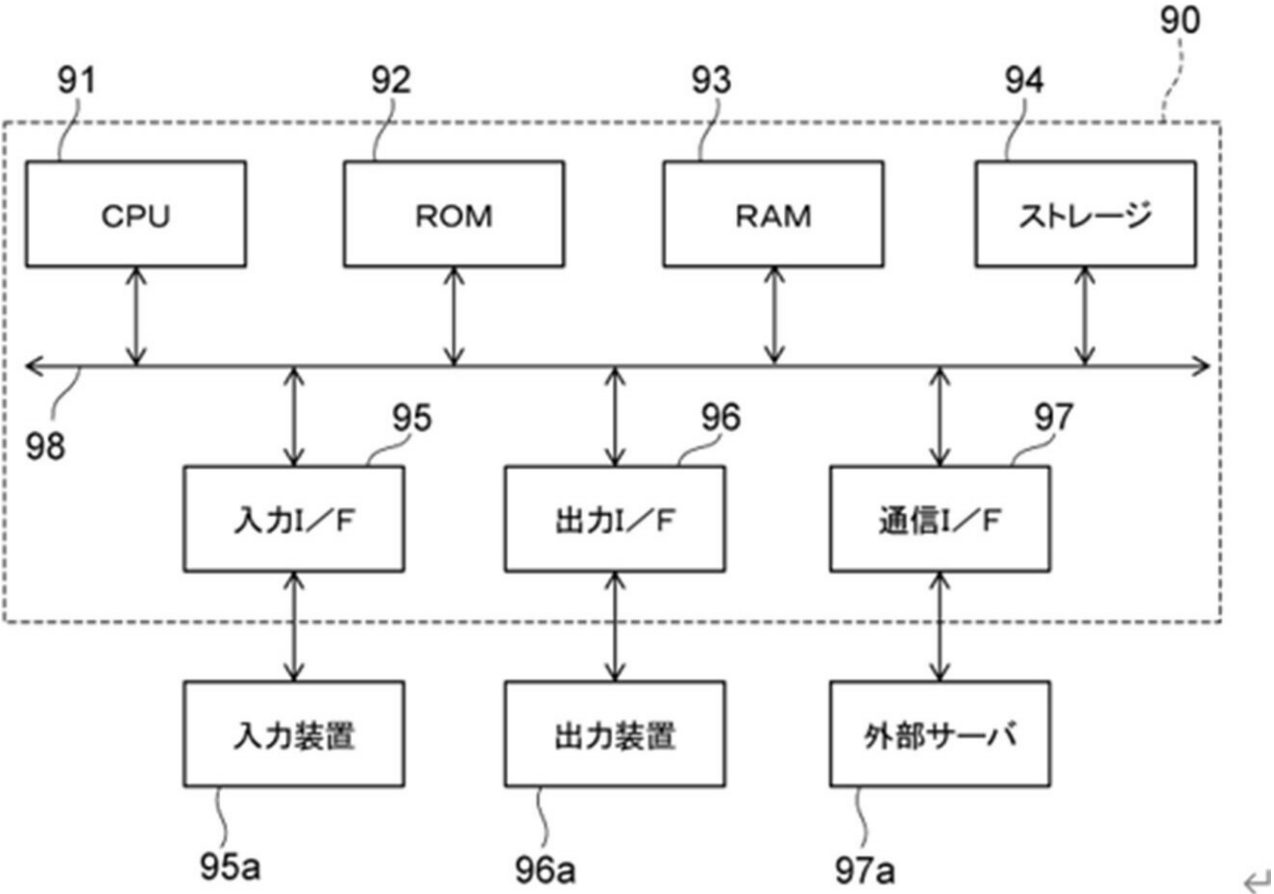 90
91
92
93
94
CPU
ROM
RAM
ストレージ
98
95
96
97
入力I／F
出力I／F
通信I／F
入力装置
出力装置
外部サーバ
95a
96a
97a
↵